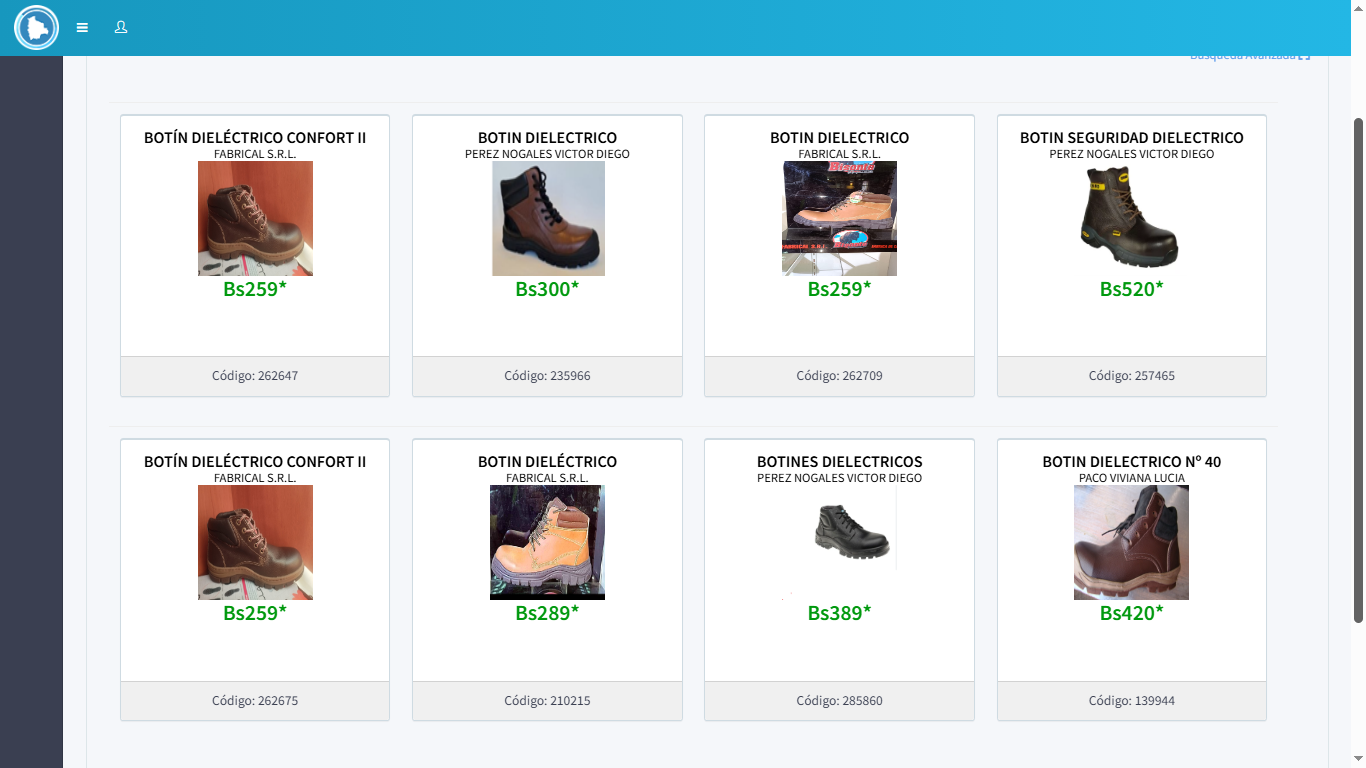 Búsqueda Avanzada
BOTÍN DIELÉCTRICO CONFORT II
FABRICAL S.R.L.
Bs259*
Código: 262647
BOTIN DIELECTRICO
PEREZ NOGALES VICTOR DIEGO
Bs300*
Código: 235966
BOTIN DIELECTRICO
FABRICAL S.R.L.
FABRICAL S.R.L.
Bs259*
Código: 262709
BOTIN SEGURIDAD DIELECTRICO
PEREZ NOGALES VICTOR DIEGO
Bs520*
Código: 257465
BOTÍN DIELÉCTRICO CONFORT II
FABRICAL S.R.L.
Bs259*
Código: 262675
BOTIN DIELÉCTRICO
FABRICAL S.R.L.
Bs289*
Código: 210215
BOTINES DIELECTRICOS
PEREZ NOGALES VICTOR DIEGO
Bs389*
Código: 285860
BOTIN DIELECTRICO Nº 40
PACO VIVIANA LUCIA
Bs420*
Código: 139944